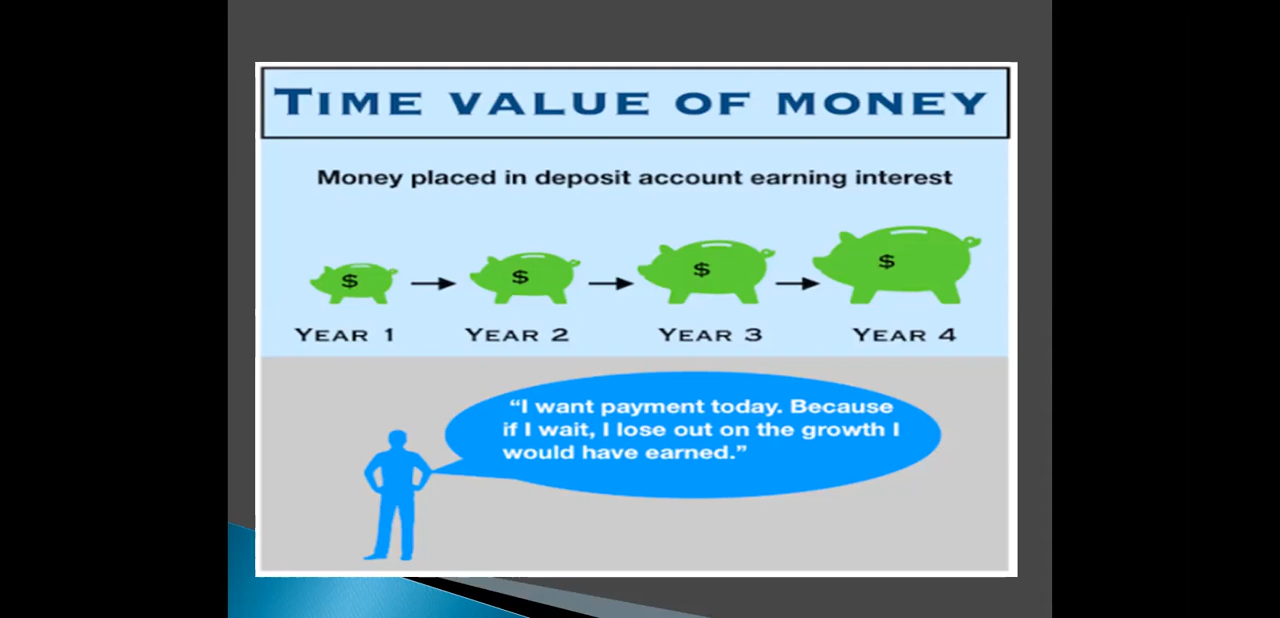 TIME VALUE OF MONEY
Money placed in deposit account earning interest
$ $ $ $
YEAR 1 YEAR 2 YEAR 3 YEAR 4
“I want payment today. Because
if I wait, I lose out on the growth I
would have earned.”